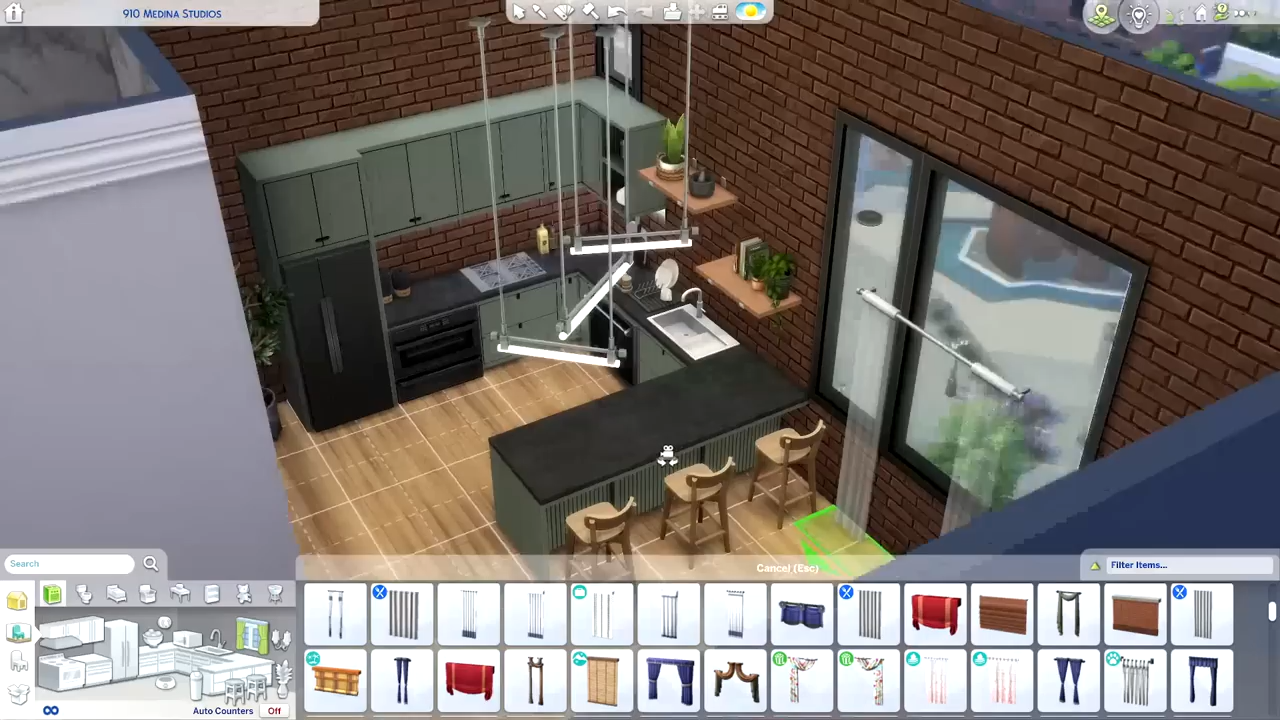 910 Medina Studios
Cancel (Esc)
Search
Filter Items...
Auto Counters
Off